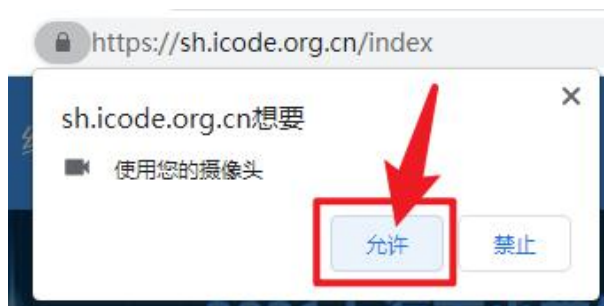 https://sh.icode.org.cn/index
sh.icode.org.cn想要
使用您的摄像头
允许
禁止